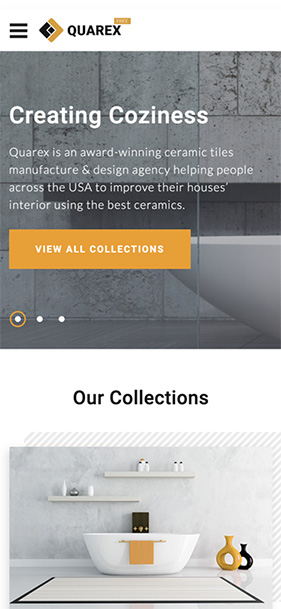 FREE
QUAREX
Creating Coziness
Quarex is an award-winning ceramic tiles
manufacture & design agency helping people
across the USA to improve their houses'
interior using the best ceramics.
VIEW ALL COLLECTIONS
Our Collections